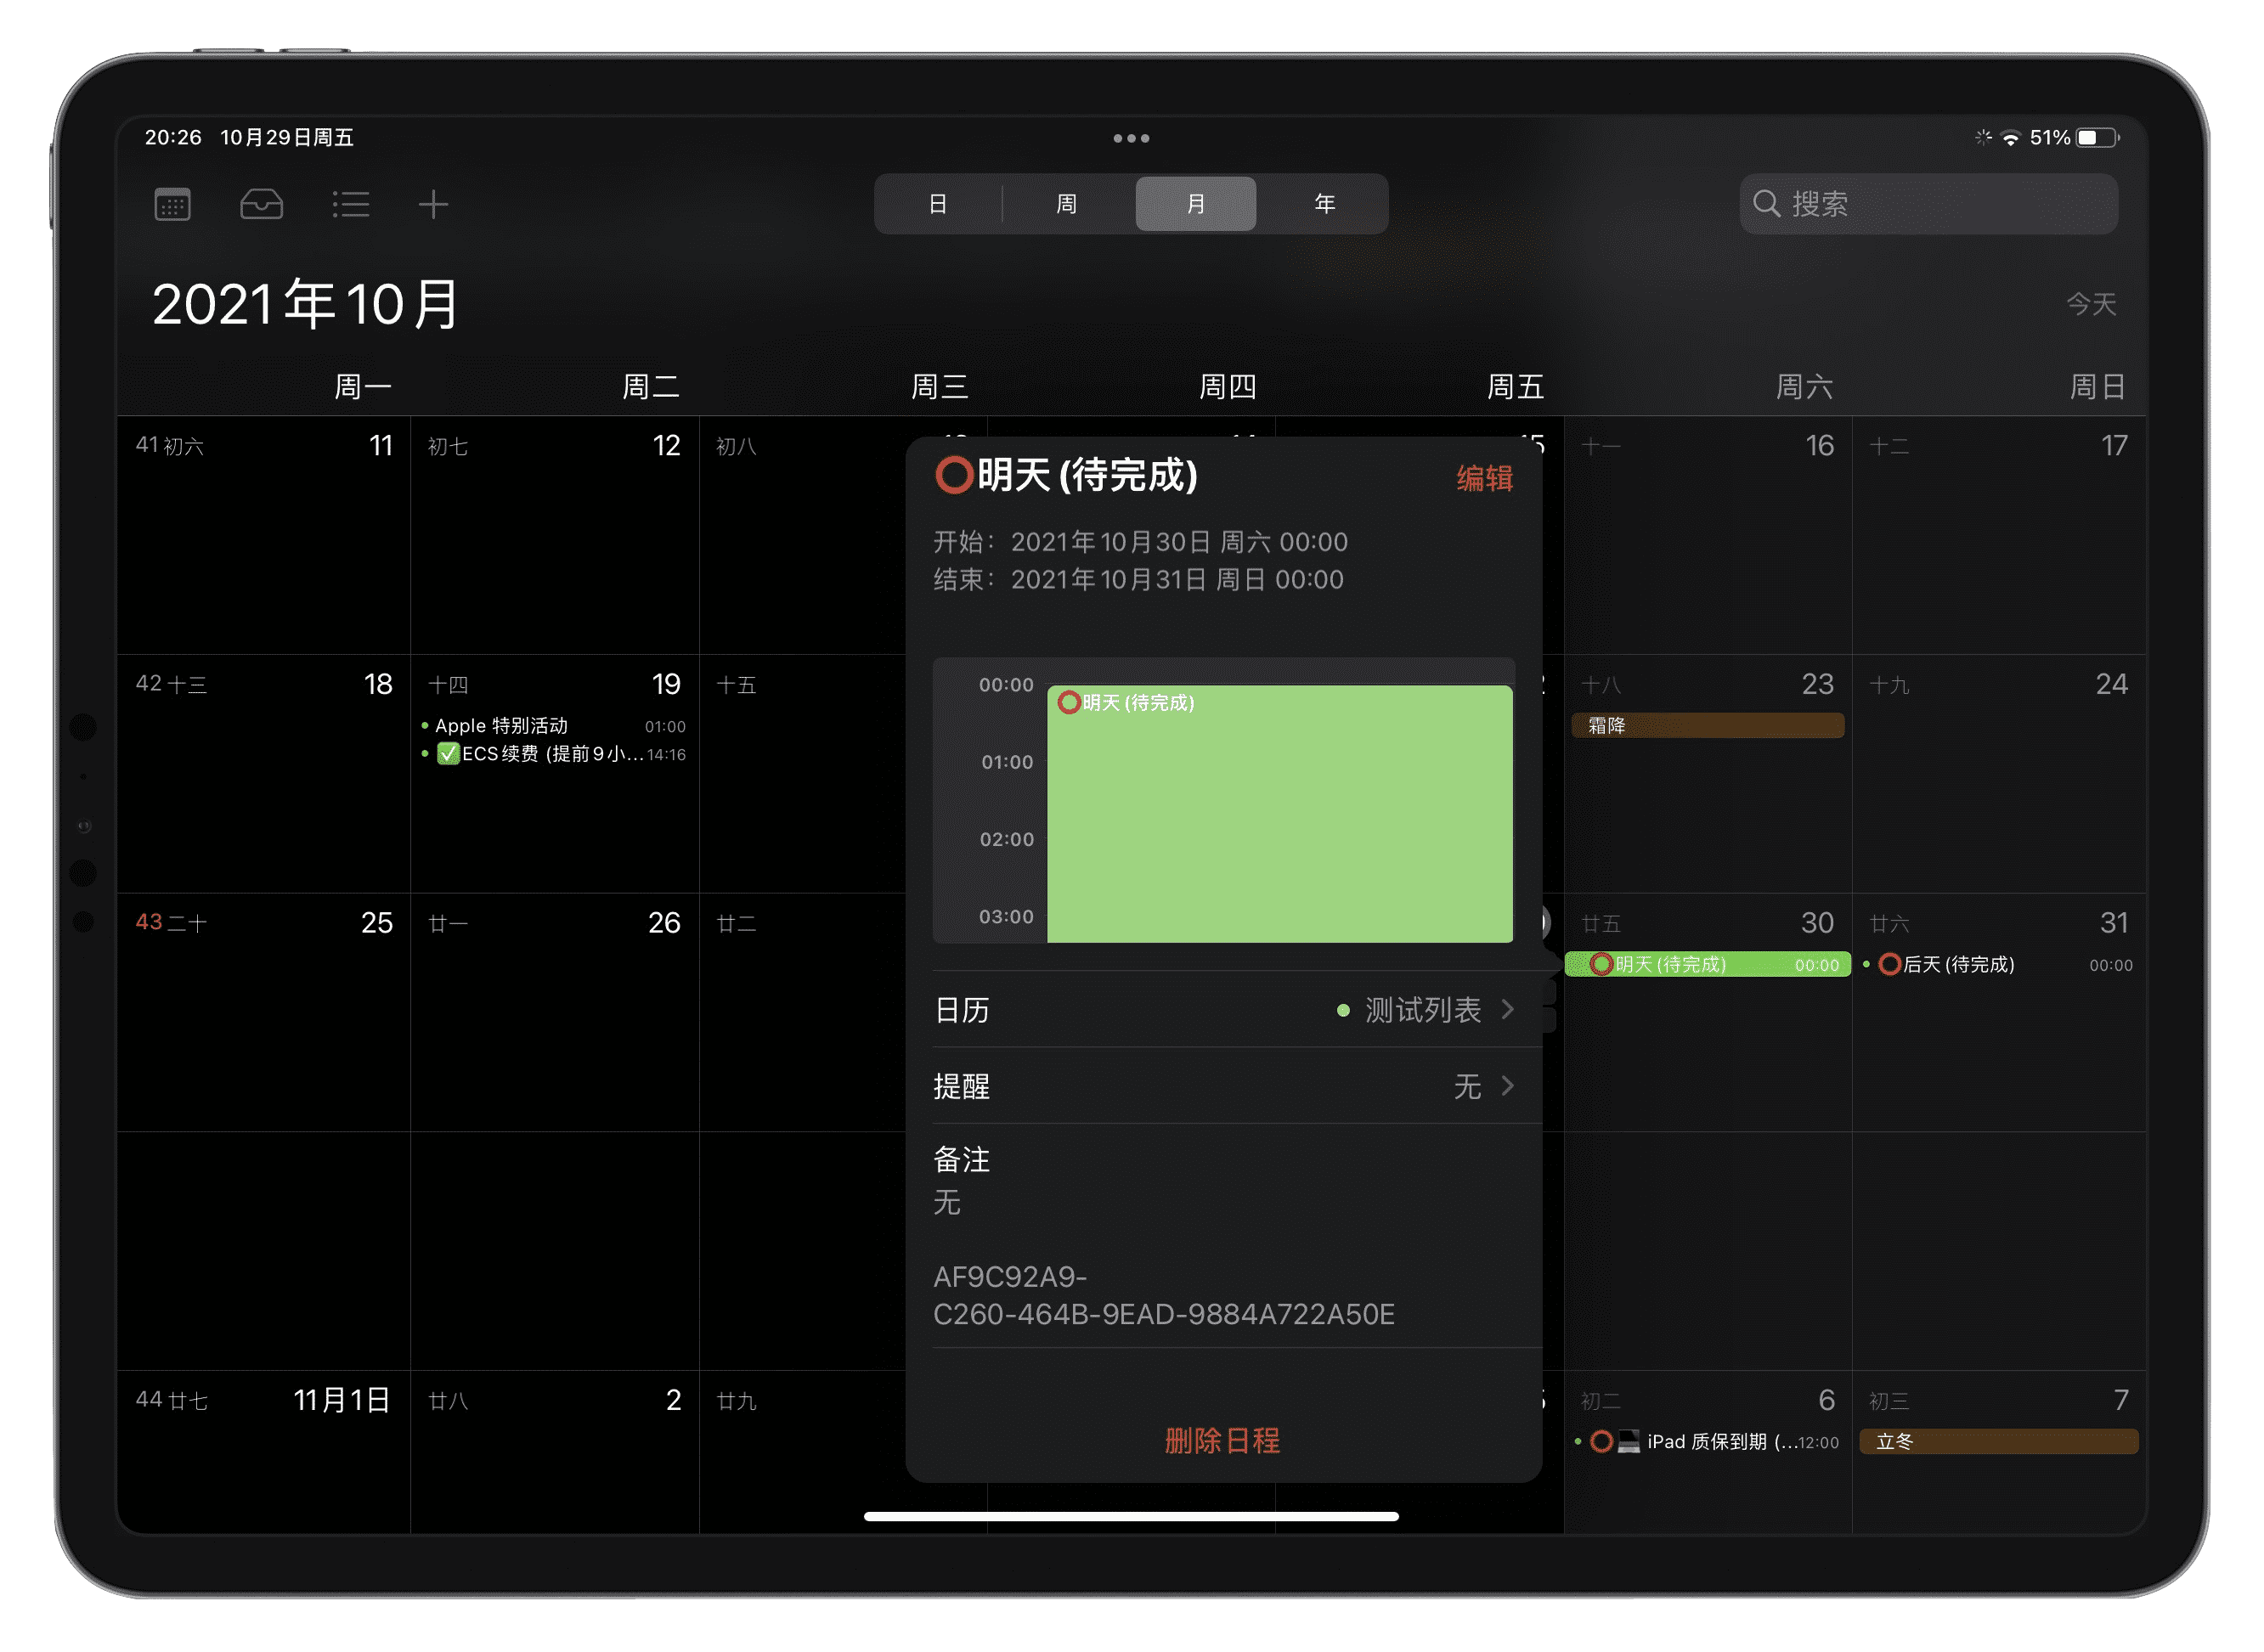 20:26 10月29日周五
51%
日 周 月 年
搜索
2021年10月
今天
周一 周二 周三 周四 周五 周六 周日
41 初六 11
初七 12
初八
十一 16
十二 17
明天 (待完成)
编辑
开始： 2021年10月30日 周六 00:00
结束： 2021年10月31日 周日 00:00
00:00
明天 (待完成)
01:00
02:00
03:00
日历
测试列表
提醒
无
备注
无
AF9C92A9-
C260-464B-9EAD-9884A722A50E
删除日程
42 十三 18
十四 19
Apple 特别活动 01:00
✅ECS续费 (提前9小... 14:16
十五
十八 23
霜降
十九 24
43 二十 25
廿一 26
廿二
廿五 30
明天 (待完成) 00:00
廿六 31
后天 (待完成) 00:00
44 廿七 11月1日
廿八 2
廿九
初二 6
iPad 质保到期 (... 12:00
初三 7
立冬